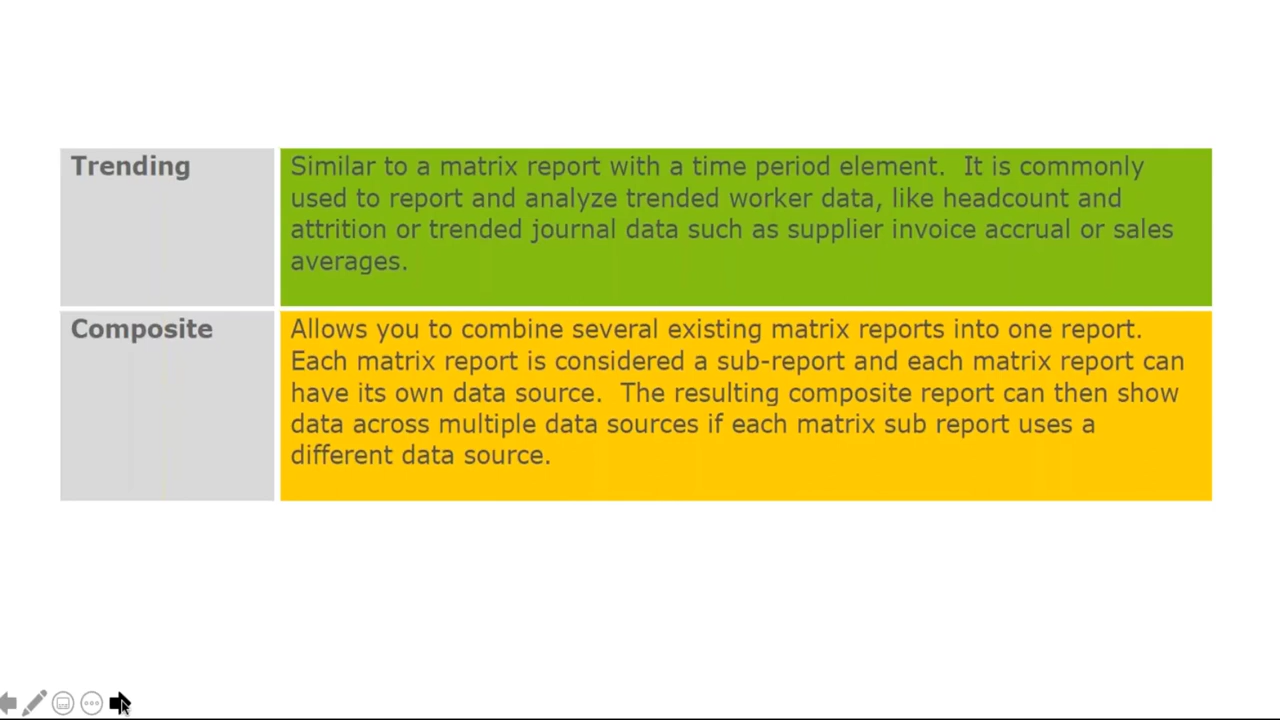 Trending
Similar to a matrix report with a time period element.  It is commonly
used to report and analyze trended worker data, like headcount and
attrition or trended journal data such as supplier invoice accrual or sales
averages.
Composite
Allows you to combine several existing matrix reports into one report.
Each matrix report is considered a sub-report and each matrix report can
have its own data source.  The resulting composite report can then show
data across multiple data sources if each matrix sub report uses a
different data source.